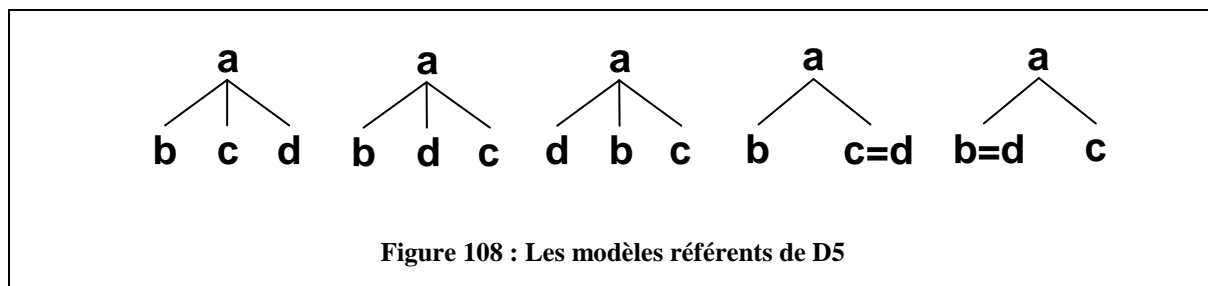 a a a a a
b c d b d c d b c b c=d b=d c
Figure 108 : Les modèles référents de D5